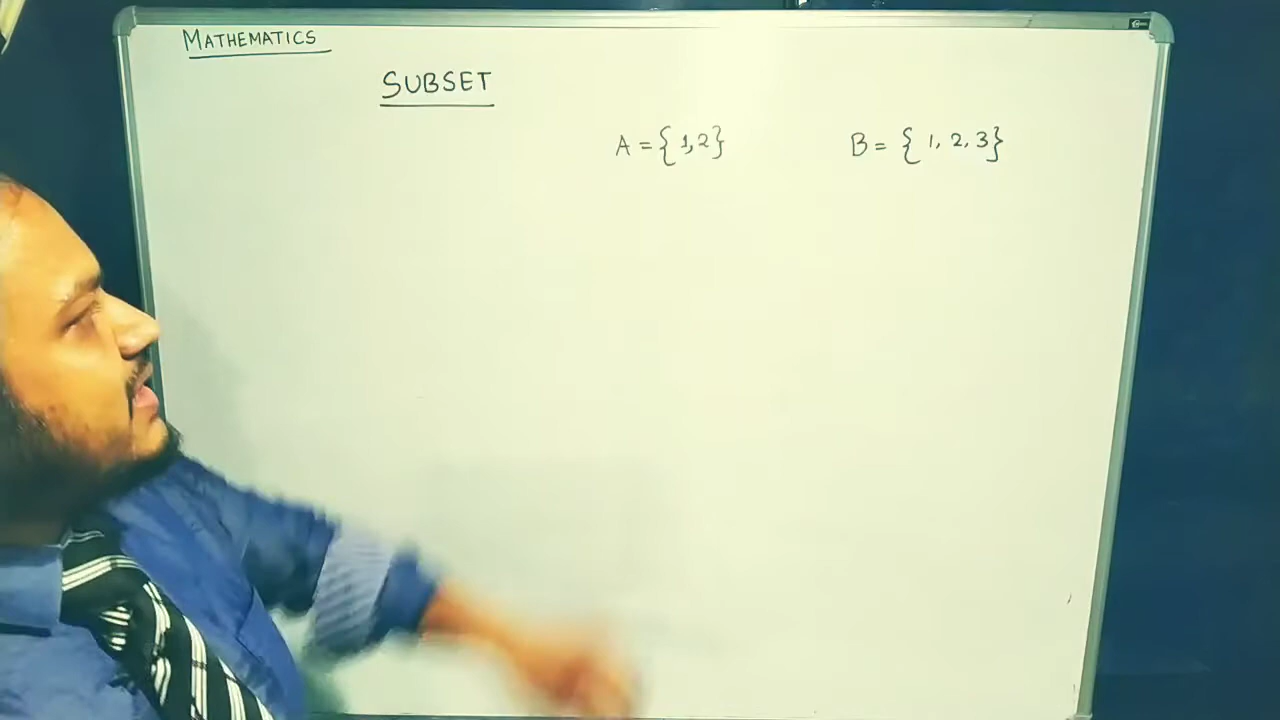 MATHEMATICS
SUBSET
A = {1,2} B = {1, 2, 3}